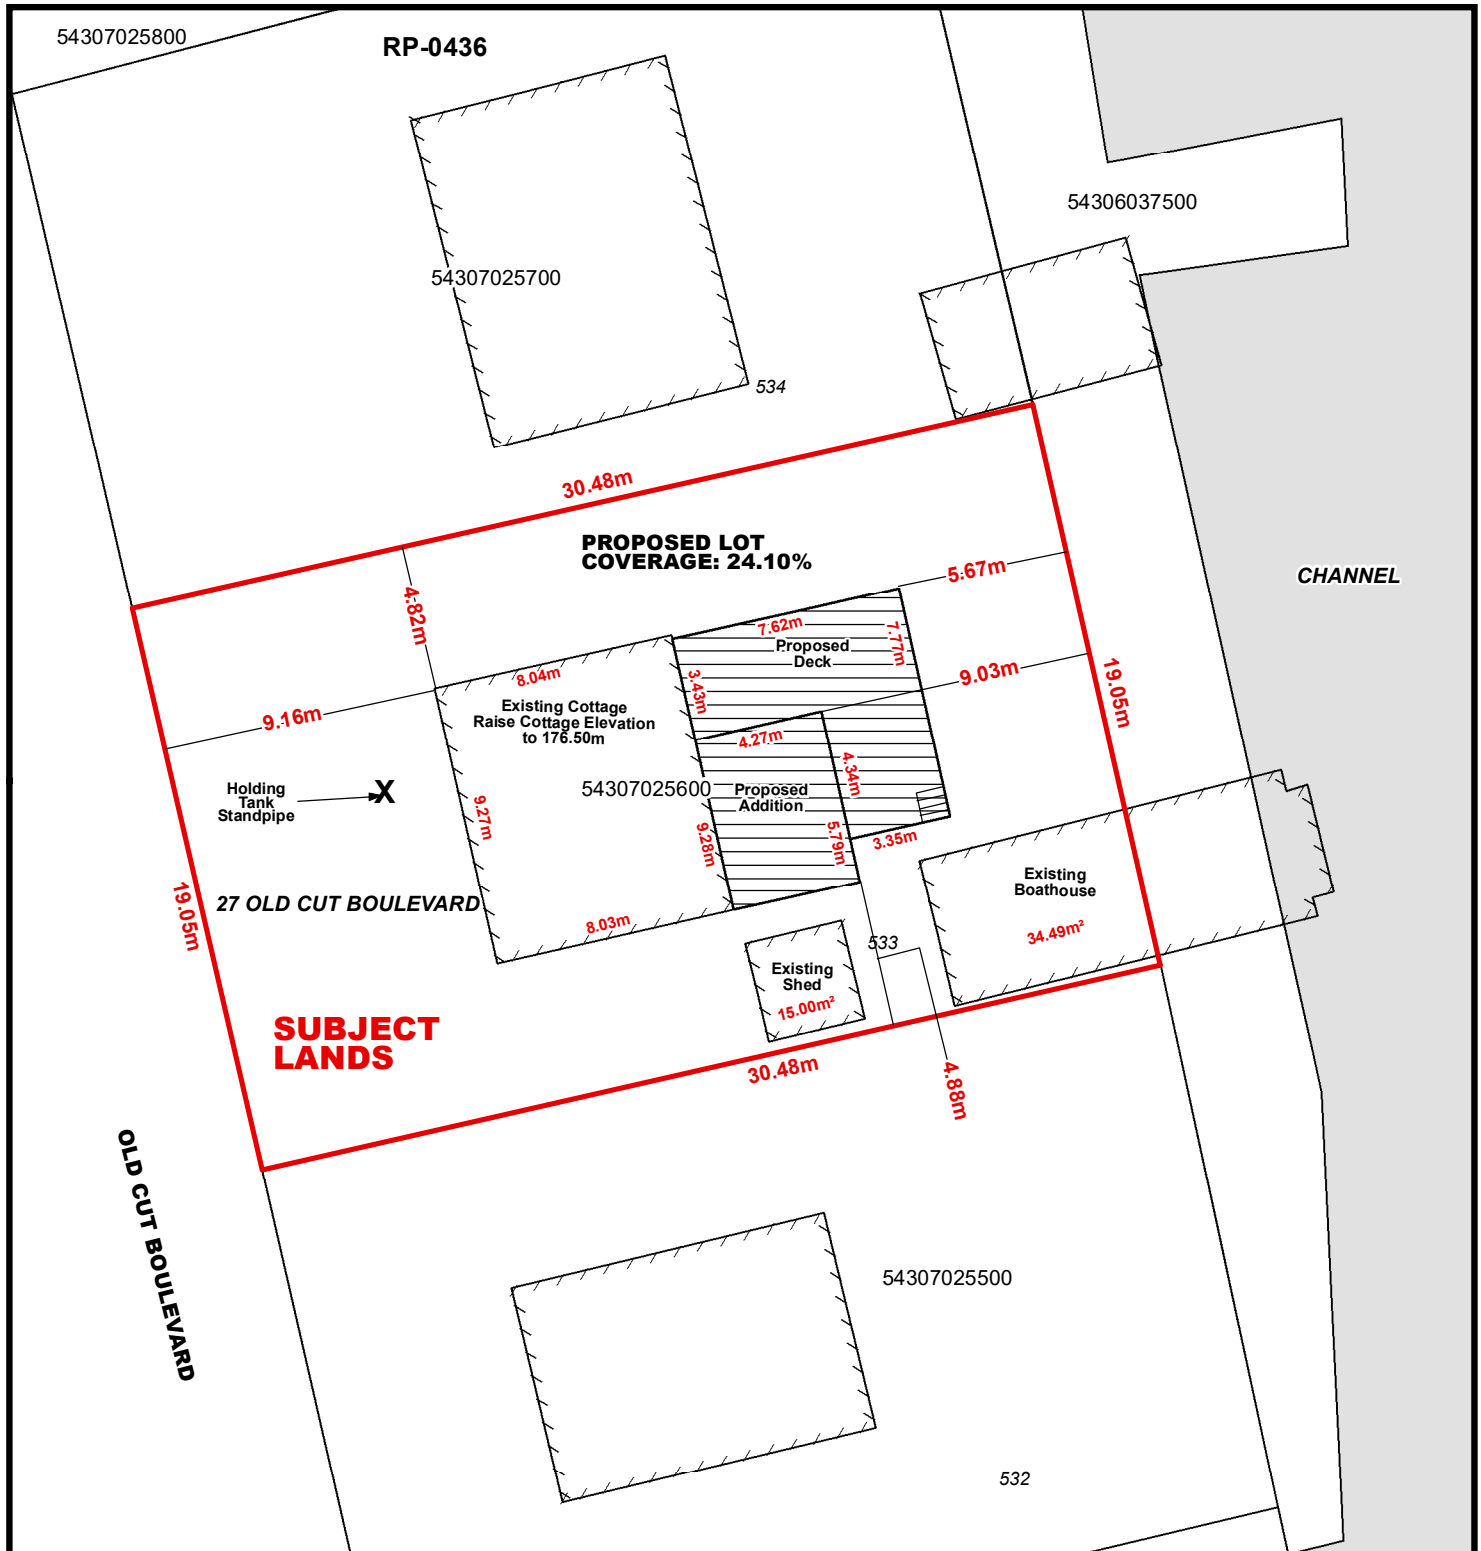 54307025800
RP-0436
54306037500
54307025700
534
30.48m
PROPOSED LOT
COVERAGE: 24.10%
5.67m
CHANNEL
4.82m
7.62m
7.77m
Proposed
Deck
9.03m
19.05m
8.04m
3.43m
Existing Cottage
Raise Cottage Elevation
to 176.50m
9.16m
4.27m
4.34m
Holding
Tank
Standpipe
X
54307025600
Proposed
Addition
9.27m
9.28m
5.79m
3.35m
Existing
Boathouse
34.49m²
19.05m
27 OLD CUT BOULEVARD
8.03m
533
Existing
Shed
15.00m²
SUBJECT
LANDS
30.48m
4.88m
OLD CUT BOULEVARD
54307025500
532